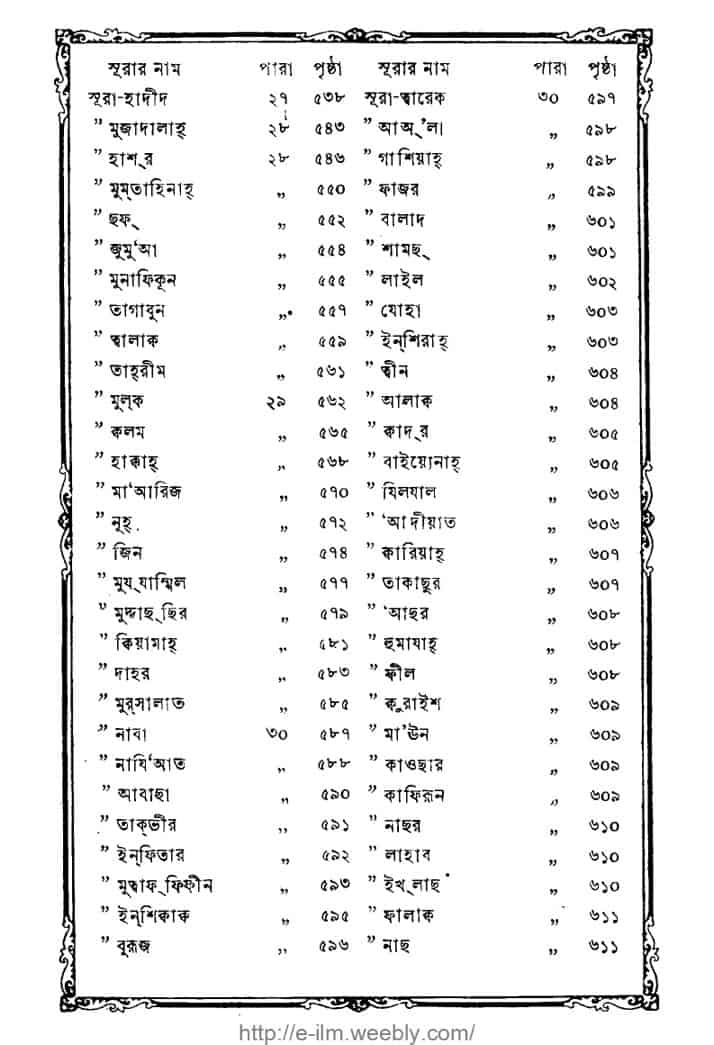 সূরার নাম পারা পৃষ্ঠা সূরার নাম পারা পৃষ্ঠা
সূরা-হাদীদ ২৭ ৫৩৮ সূরা-ত্বারেক ৩০ ৫৯৭
” মুজাদালাহ্ ২৮ ৫৪৩ ” আ'লা „ ৫৯৮
” হাশ্‌র ২৮ ৫৪৬ ” গাশিয়াহ্ „ ৫৯৮
” মুম্‌তাহিনাহ্ „ ৫৫০ ” ফাজর „ ৫৯৯
” ছফ্ „ ৫৫২ ” বালাদ „ ৬০১
” জুমু‘আ „ ৫৫৪ ” শামছ্ „ ৬০১
” মুনাফিকূন „ ৫৫৫ ” লাইল „ ৬০২
” তাগাবুন „ ৫৫৭ ” যোহা „ ৬০৩
” ত্বালাক „ ৫৫৯ ” ইন্‌শিরাহ্ „ ৬০৩
” তাহ্‌রীম „ ৫৬১ ” ত্বীন „ ৬০৪
” মুল্‌ক ২৯ ৫৬২ ” আলাক „ ৬০৪
” কলম „ ৫৬৫ ” কাদ্‌র „ ৬০৫
” হাক্কাহ্ „ ৫৬৮ ” বাইয়্যোনাহ্ „ ৬০৫
” মা‘আরিজ „ ৫৭০ ” যিলযাল „ ৬০৬
” নূহ্ „ ৫৭২ ” ‘আদীয়াত „ ৬০৬
” জিন „ ৫৭৪ ” কারিয়াহ্ „ ৬০৭
” মুয্‌যাম্মিল „ ৫৭৭ ” তাকাছুর „ ৬০৭
” মুদ্দাছ্‌ছির „ ৫৭৯ ” ‘আছর „ ৬০৮
” ক্বিয়ামাহ্ „ ৫৮১ ” হুমাযাহ্ „ ৬০৮
” দাহর „ ৫৮৩ ” ফীল „ ৬০৮
” মুর্‌সালাত „ ৫৮৫ ” কুরাইশ „ ৬০৯
” নাবা ৩০ ৫৮৭ ” মা'ঊন „ ৬০৯
” নাযি‘আত „ ৫৮৮ ” কাওছার „ ৬০৯
” আবাছা „ ৫৯০ ” কাফিরূন „ ৬০৯
” তাক্‌ভীর „ ৫৯১ ” নাছর „ ৬১০
” ইন্‌ফিতার „ ৫৯২ ” লাহাব „ ৬১০
” মুত্বাফ্‌ফিফীন „ ৫৯৩ ” ইখ্‌লাছ „ ৬১০
” ইন্‌শিক্বাক্ব „ ৫৯৫ ” ফালাক „ ৬১১
” বুরূজ „ ৫৯৬ ” নাছ „ ৬১১
http://e-ilm.weebly.com/